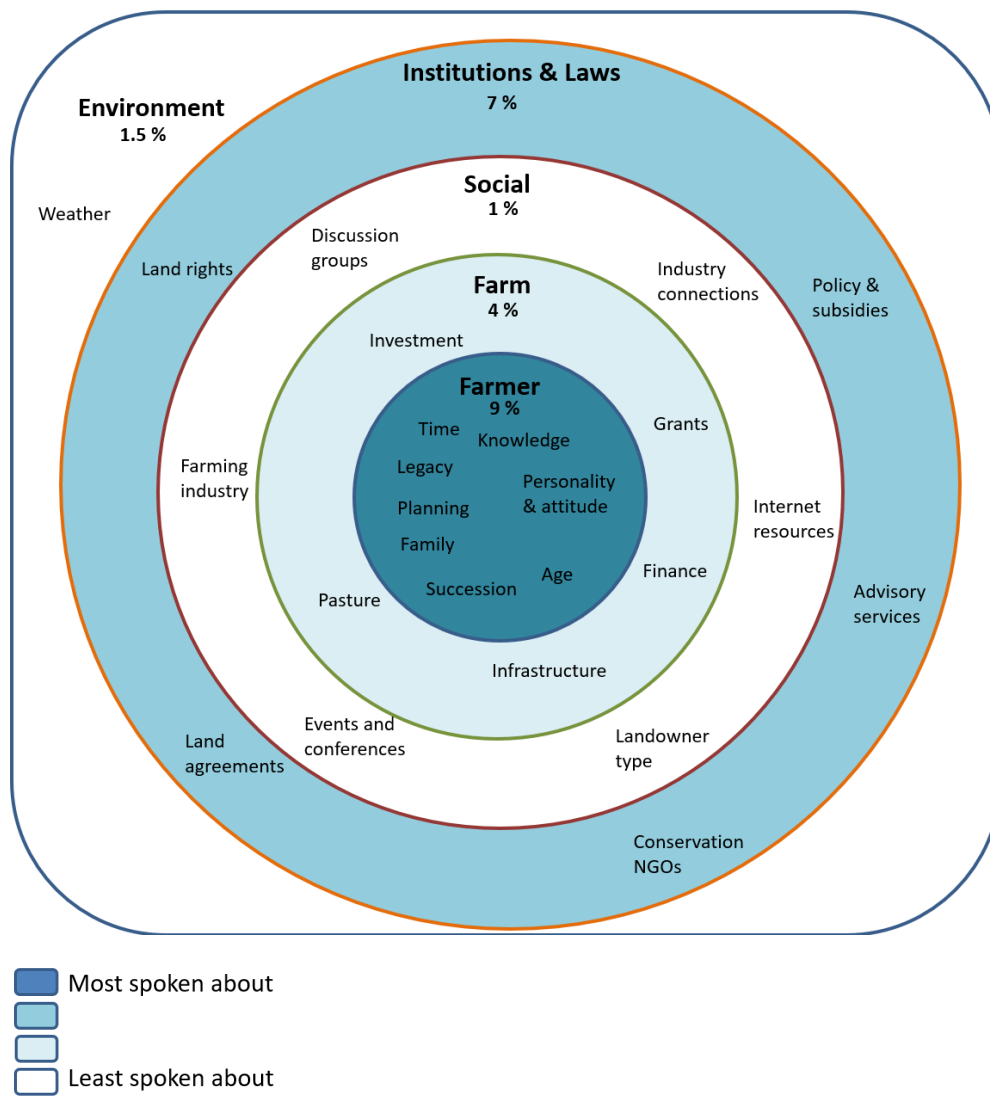 Institutions & Laws
7 %
Environment
1.5 %
Social
1 %
Weather
Discussion
groups
Land rights
Industry
connections
Policy &
subsidies
Farm
4 %
Investment
Farmer
9 %
Time
Knowledge
Grants
Legacy
Farming
industry
Personality
& attitude
Planning
Internet
resources
Family
Age
Finance
Succession
Pasture
Advisory
services
Infrastructure
Events and
conferences
Landowner
type
Land
agreements
Conservation
NGOs
Most spoken about
Least spoken about